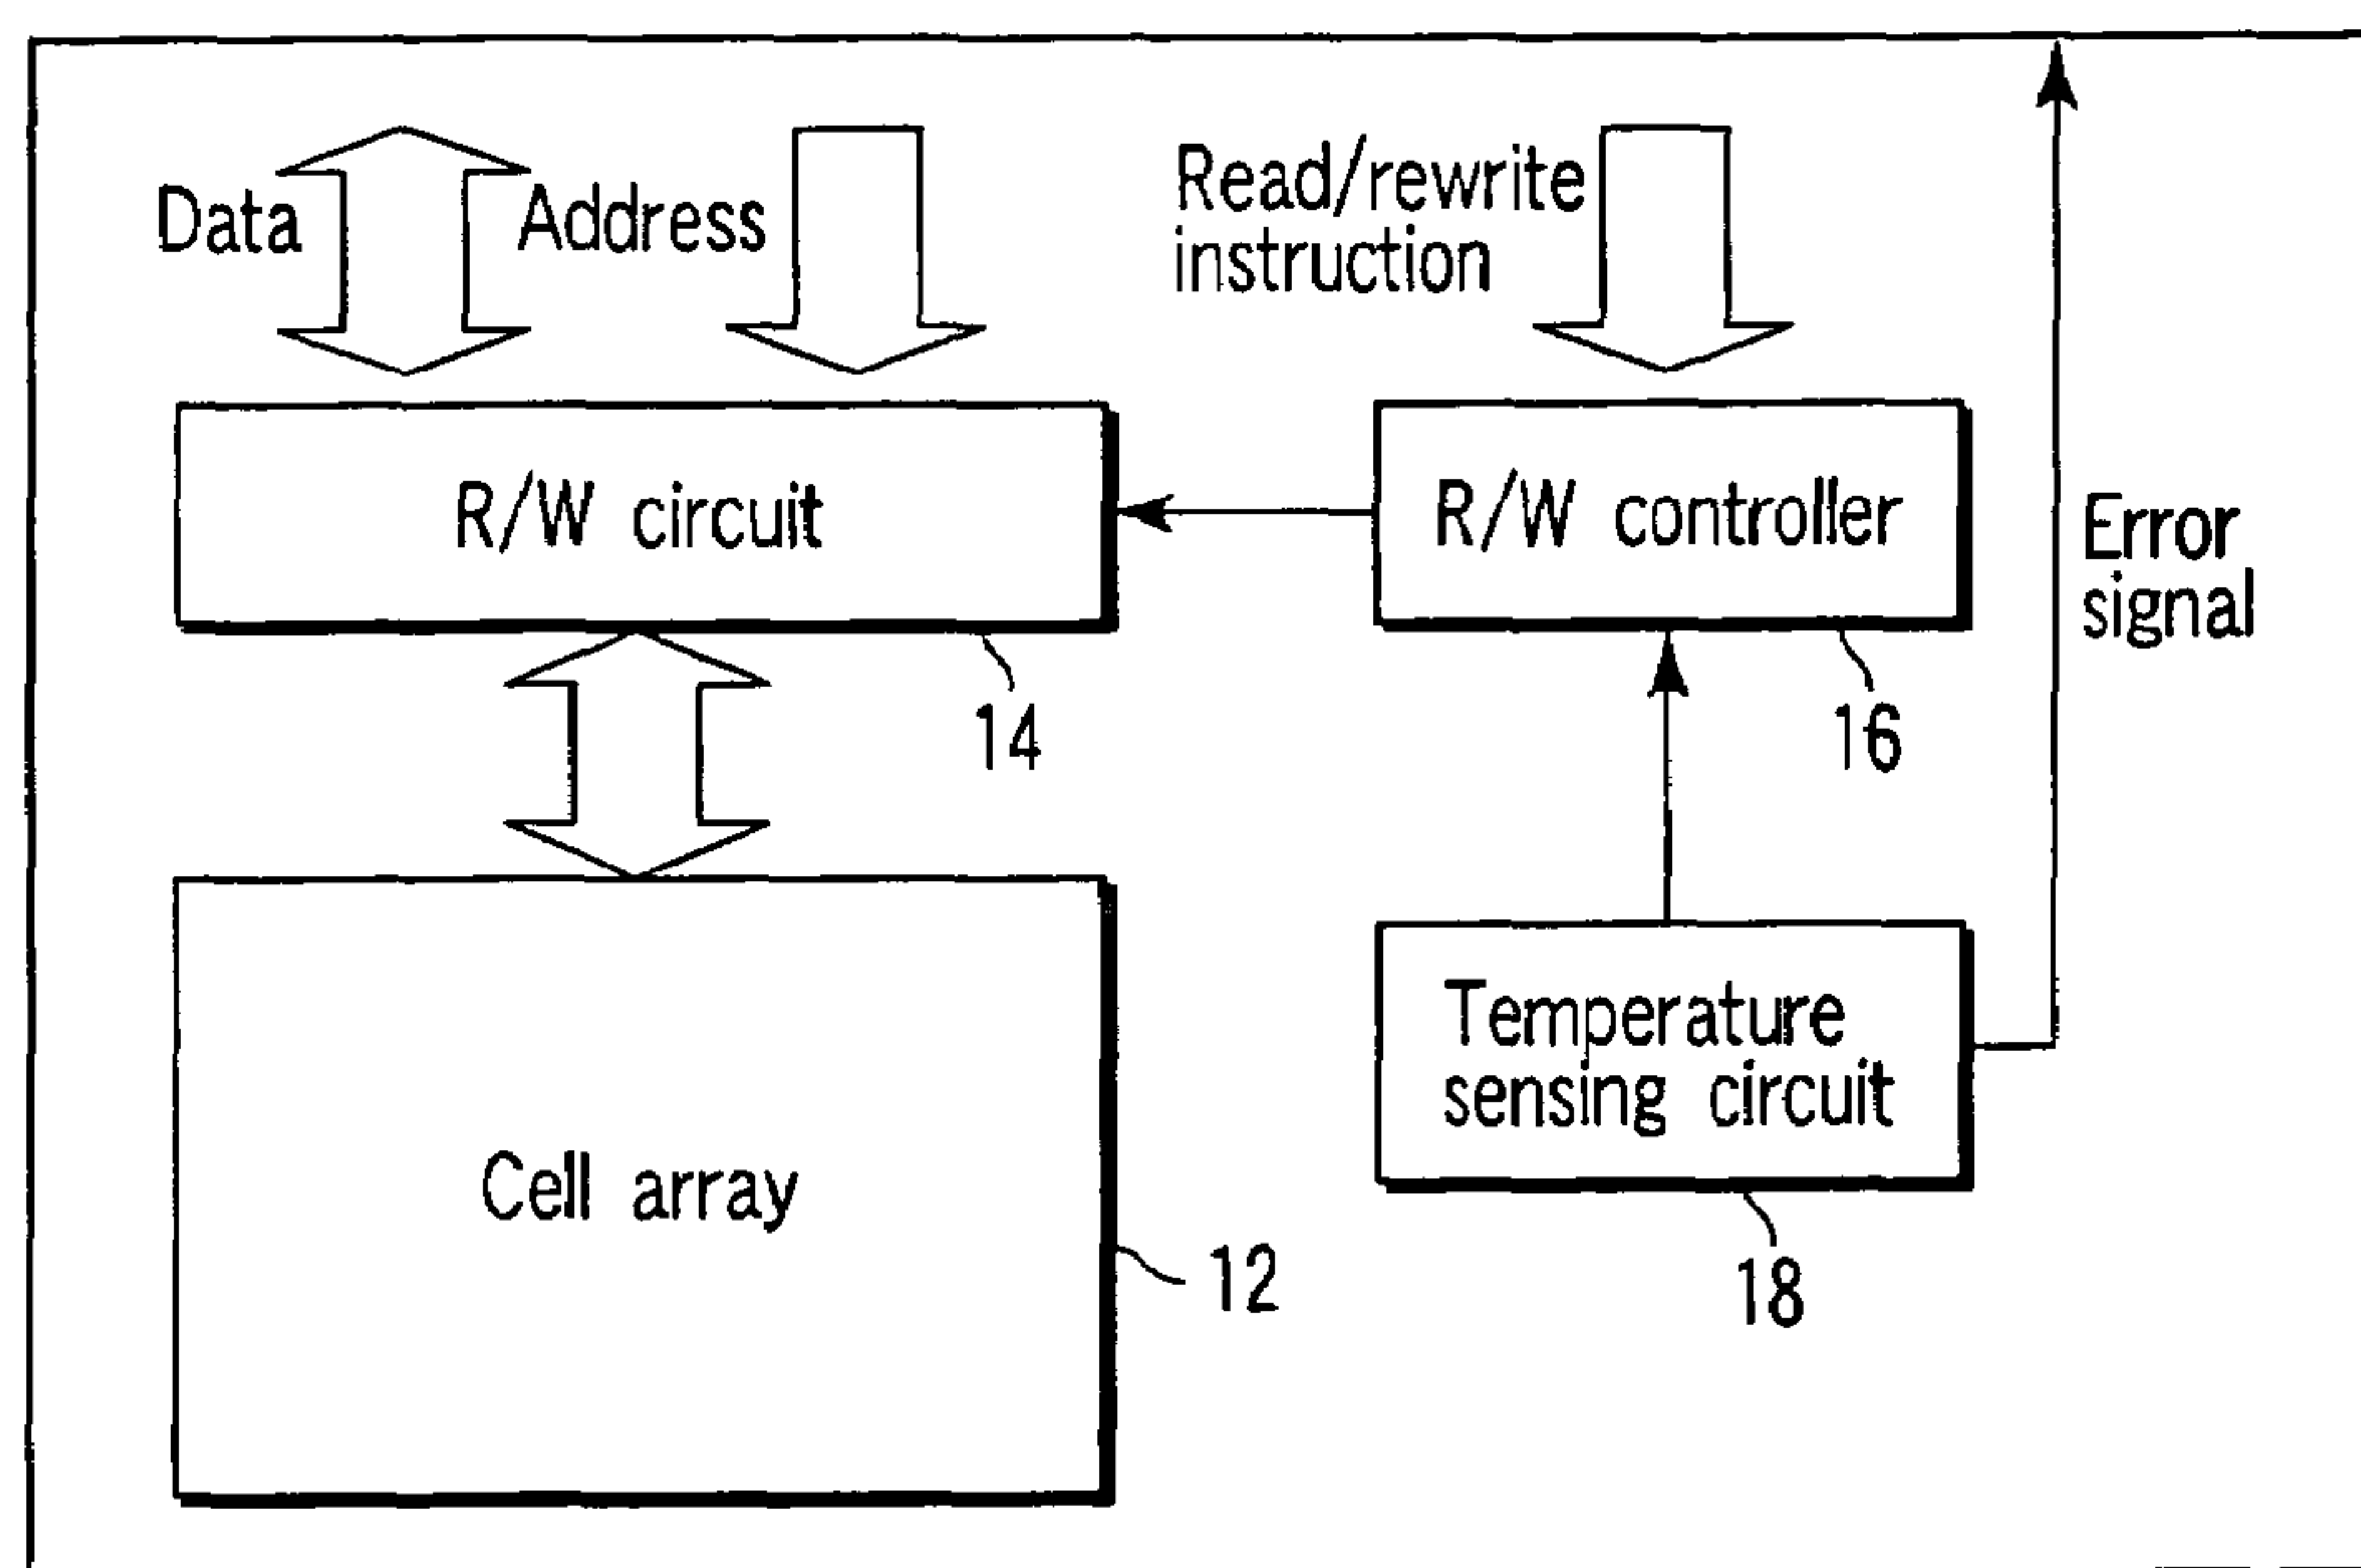 Data
Address
Read/rewrite
instruction
R/W circuit
R/W controller
Error
signal
14
16
Temperature
sensing circuit
Cell array
12
18